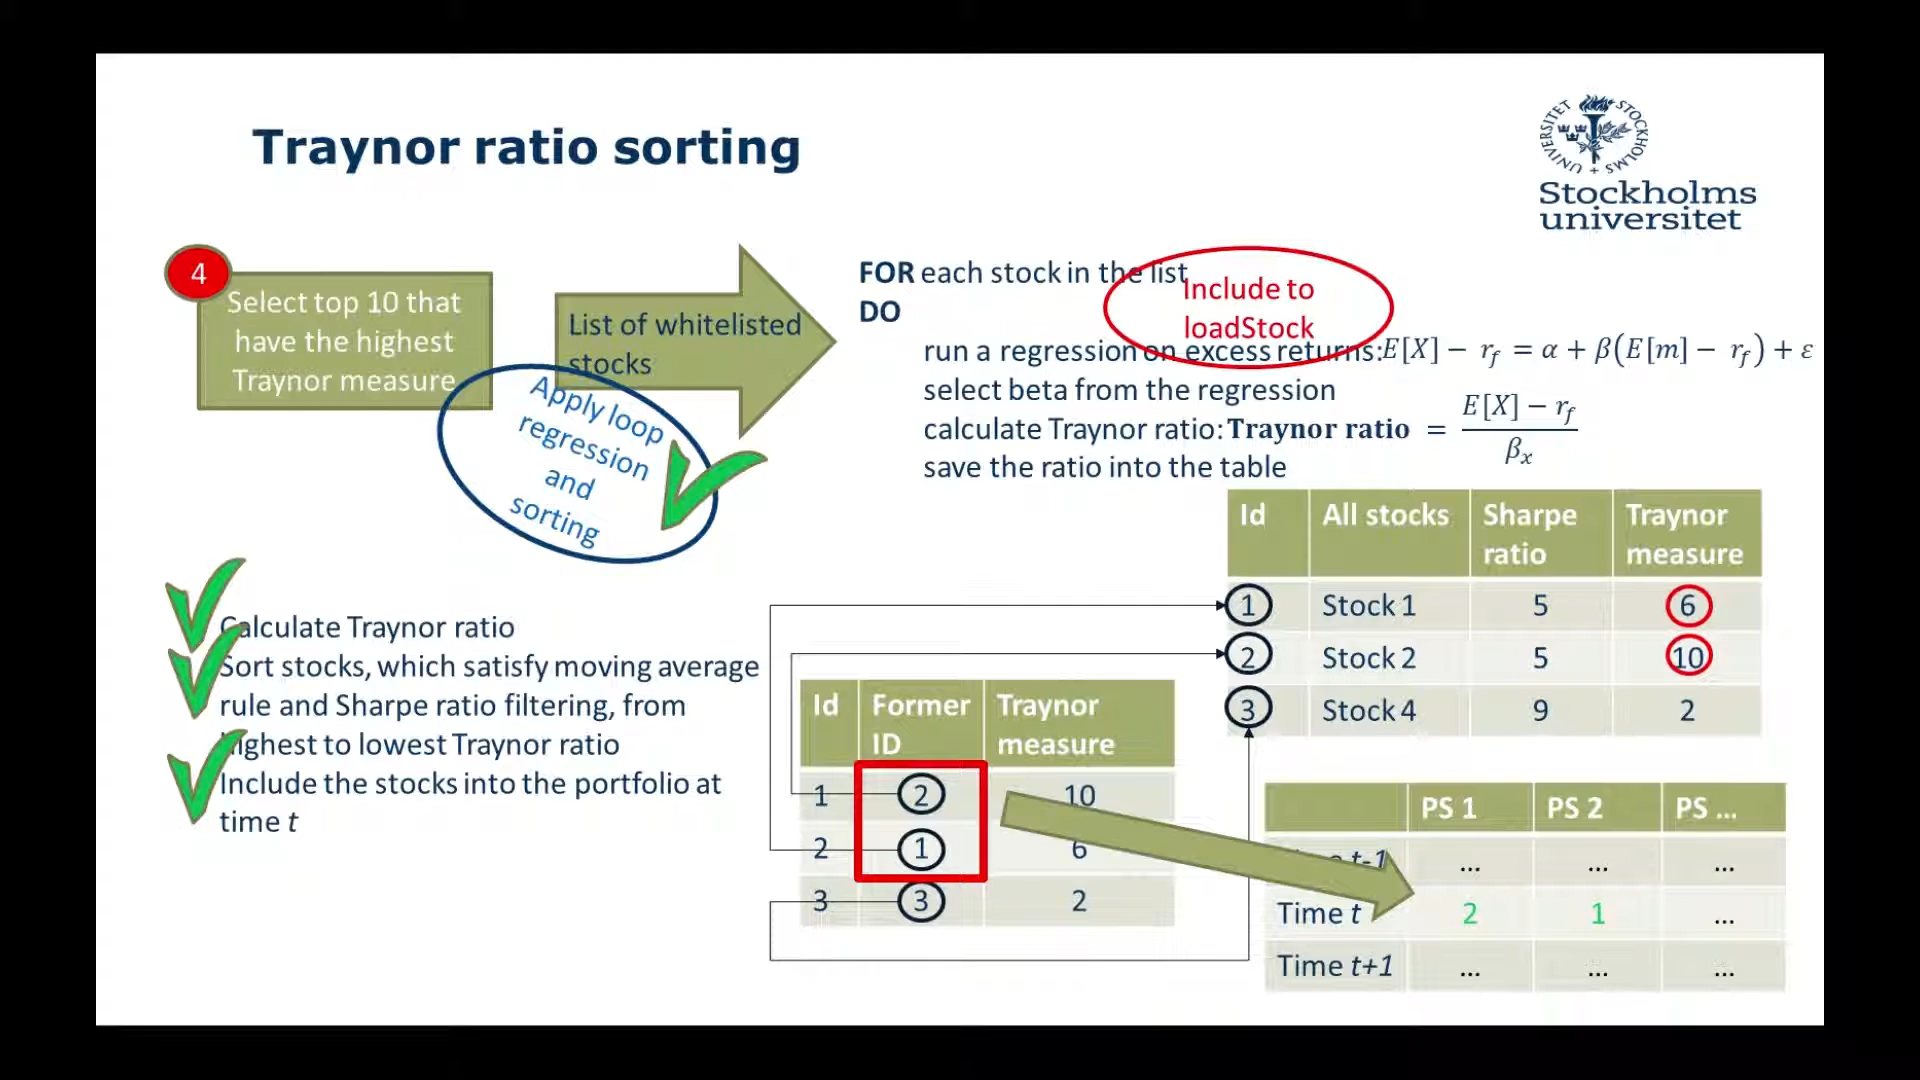 Traynor ratio sorting
UNIVERSITET STOCKHOLMS
Stockholms
universitet
4
Select top 10 that
have the highest
Traynor measure
List of whitelisted
stocks
Apply loop
regression
and
sorting
FOR each stock in the list
DO
Include to
loadStock
run a regression on excess returns: E[X] − r_f = α + β(E[m] − r_f) + ε
select beta from the regression
calculate Traynor ratio: Traynor ratio = (E[X] − r_f) / β_x
save the ratio into the table
Id All stocks Sharpe ratio Traynor measure
1 Stock 1 5 6
2 Stock 2 5 10
3 Stock 4 9 2
Calculate Traynor ratio
Sort stocks, which satisfy moving average
rule and Sharpe ratio filtering, from
highest to lowest Traynor ratio
Include the stocks into the portfolio at
time t
Id Former ID Traynor measure
1 2 10
2 1 6
3 3 2
PS 1 PS 2 PS ...
t-1 ... ... ...
Time t 2 1 ...
Time t+1 ... ... ...